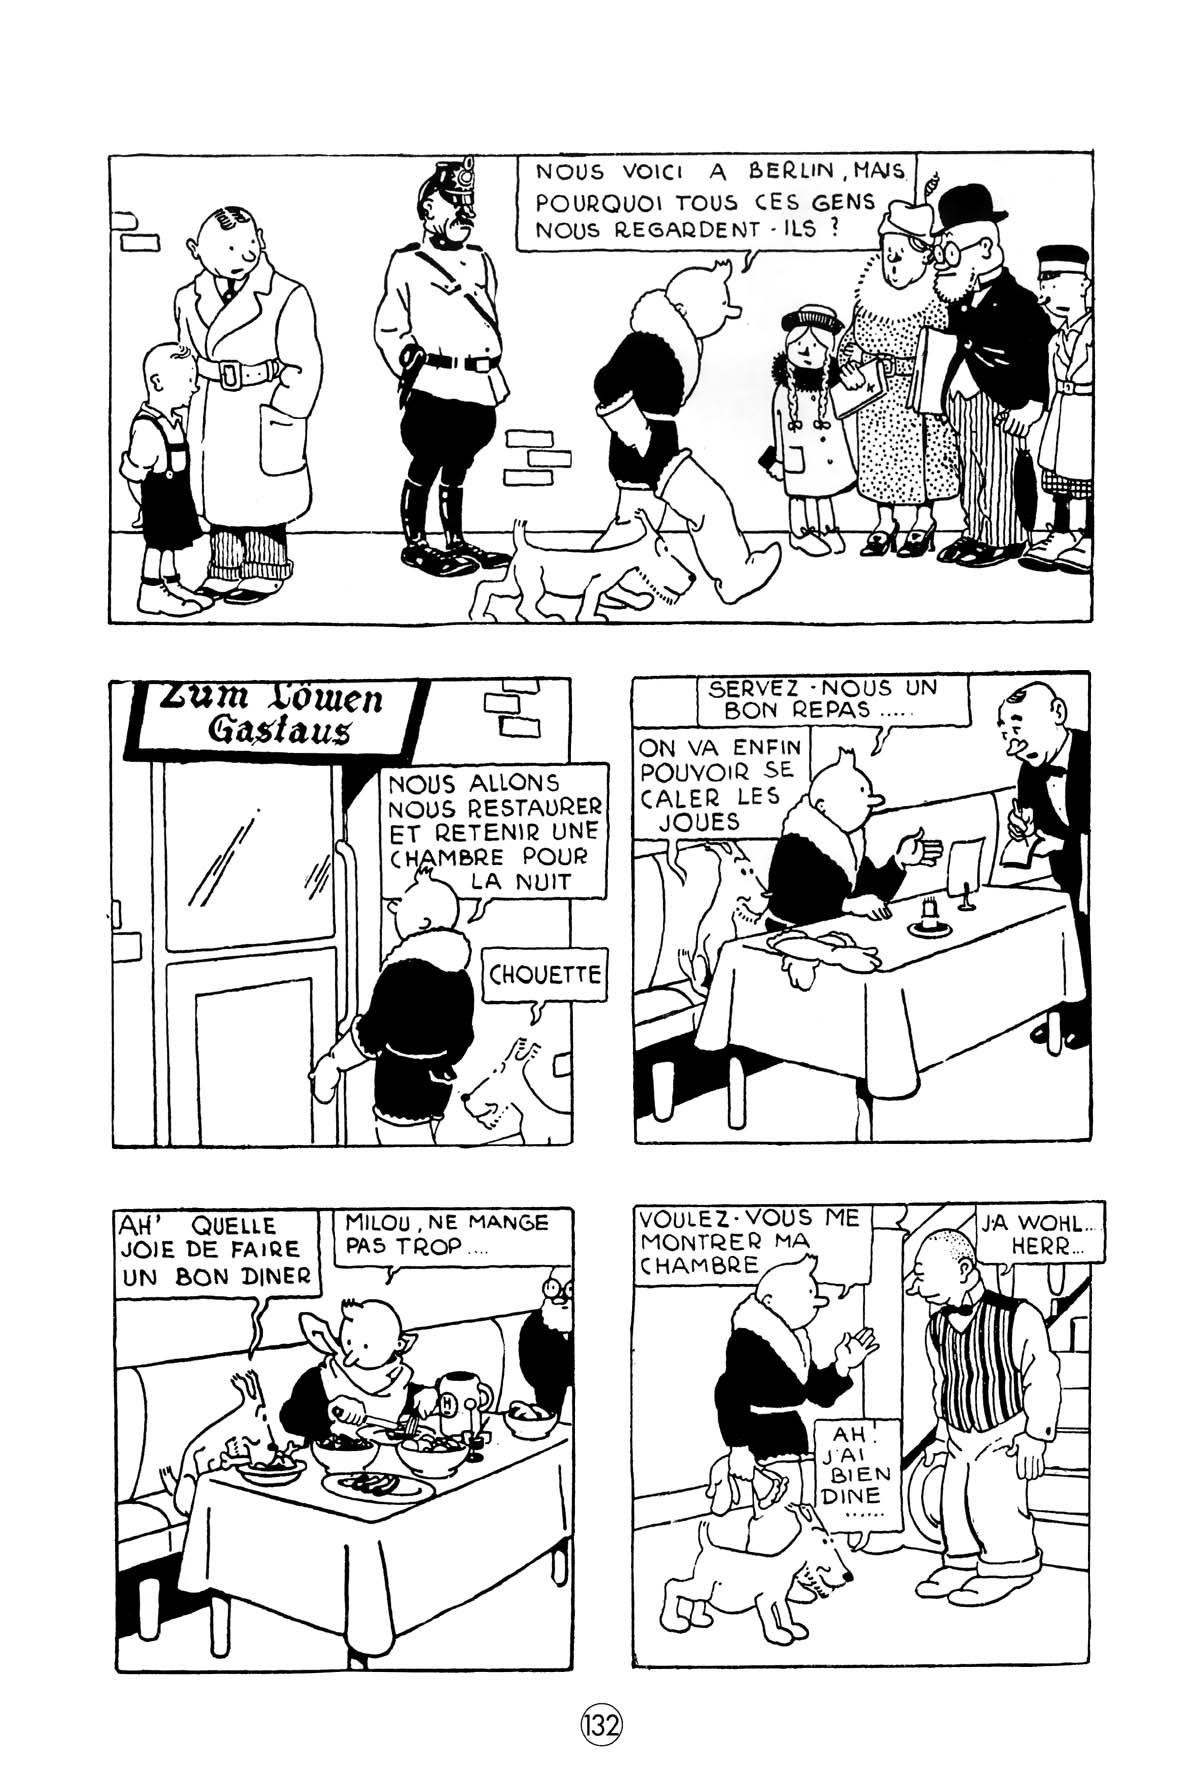 NOUS VOICI A BERLIN, MAIS
POURQUOI TOUS CES GENS
NOUS REGARDENT-ILS ?
K
Zum Löwen
Gastaus
NOUS ALLONS
NOUS RESTAURER
ET RETENIR UNE
CHAMBRE POUR
LA NUIT
CHOUETTE
SERVEZ-NOUS UN
BON REPAS .....
ON VA ENFIN
POUVOIR SE
CALER LES
JOUES
AH' QUELLE
JOIE DE FAIRE
UN BON DINER
MILOU, NE MANGE
PAS TROP ....
H
VOULEZ-VOUS ME
MONTRER MA
CHAMBRE
J'A WOHL...
HERR...
AH!
J'AI
BIEN
DINE
......
132